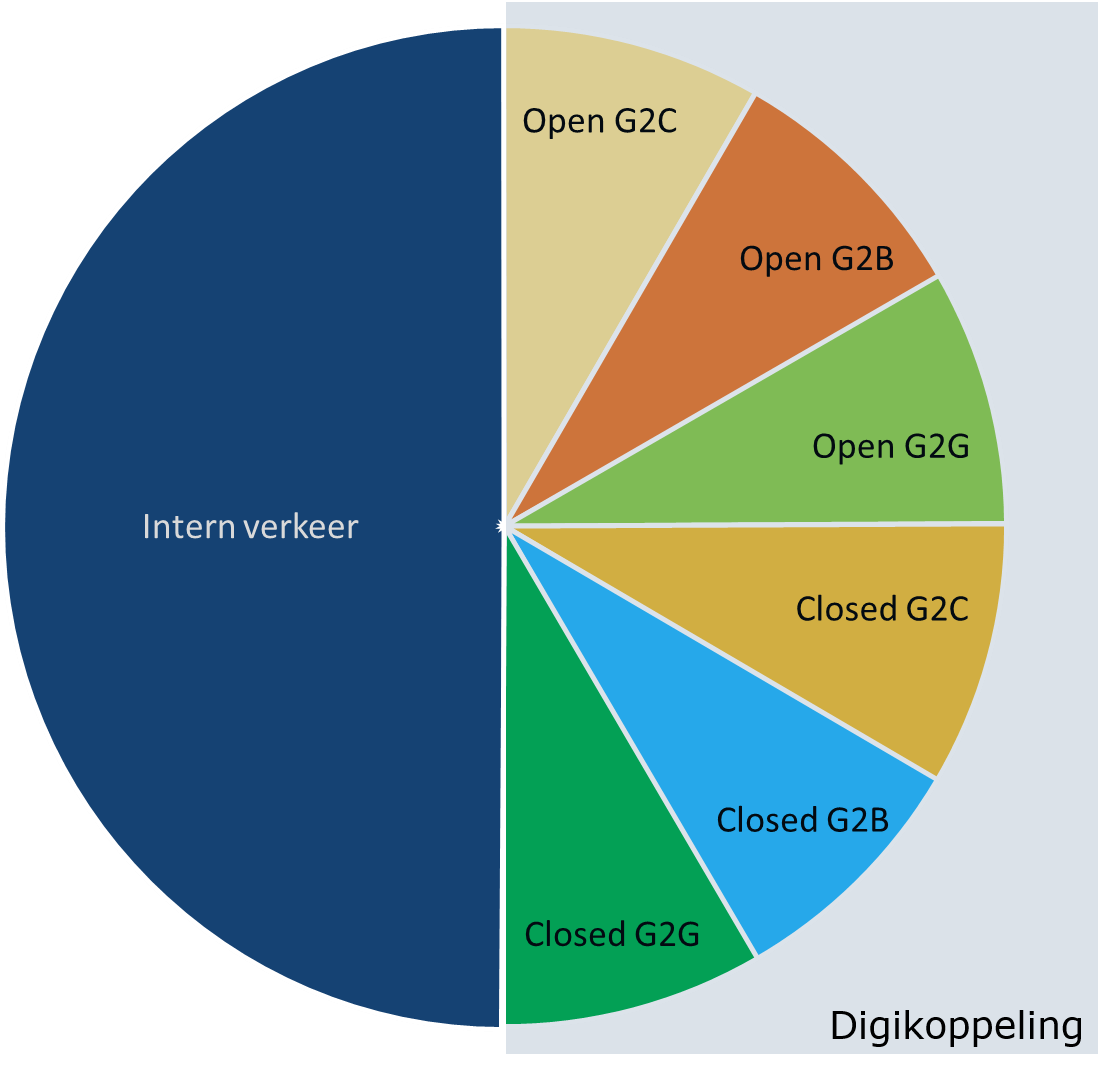 Open G2C
Open G2B
Open G2G
Intern verkeer
Closed G2C
Closed G2B
Closed G2G
Digikoppeling